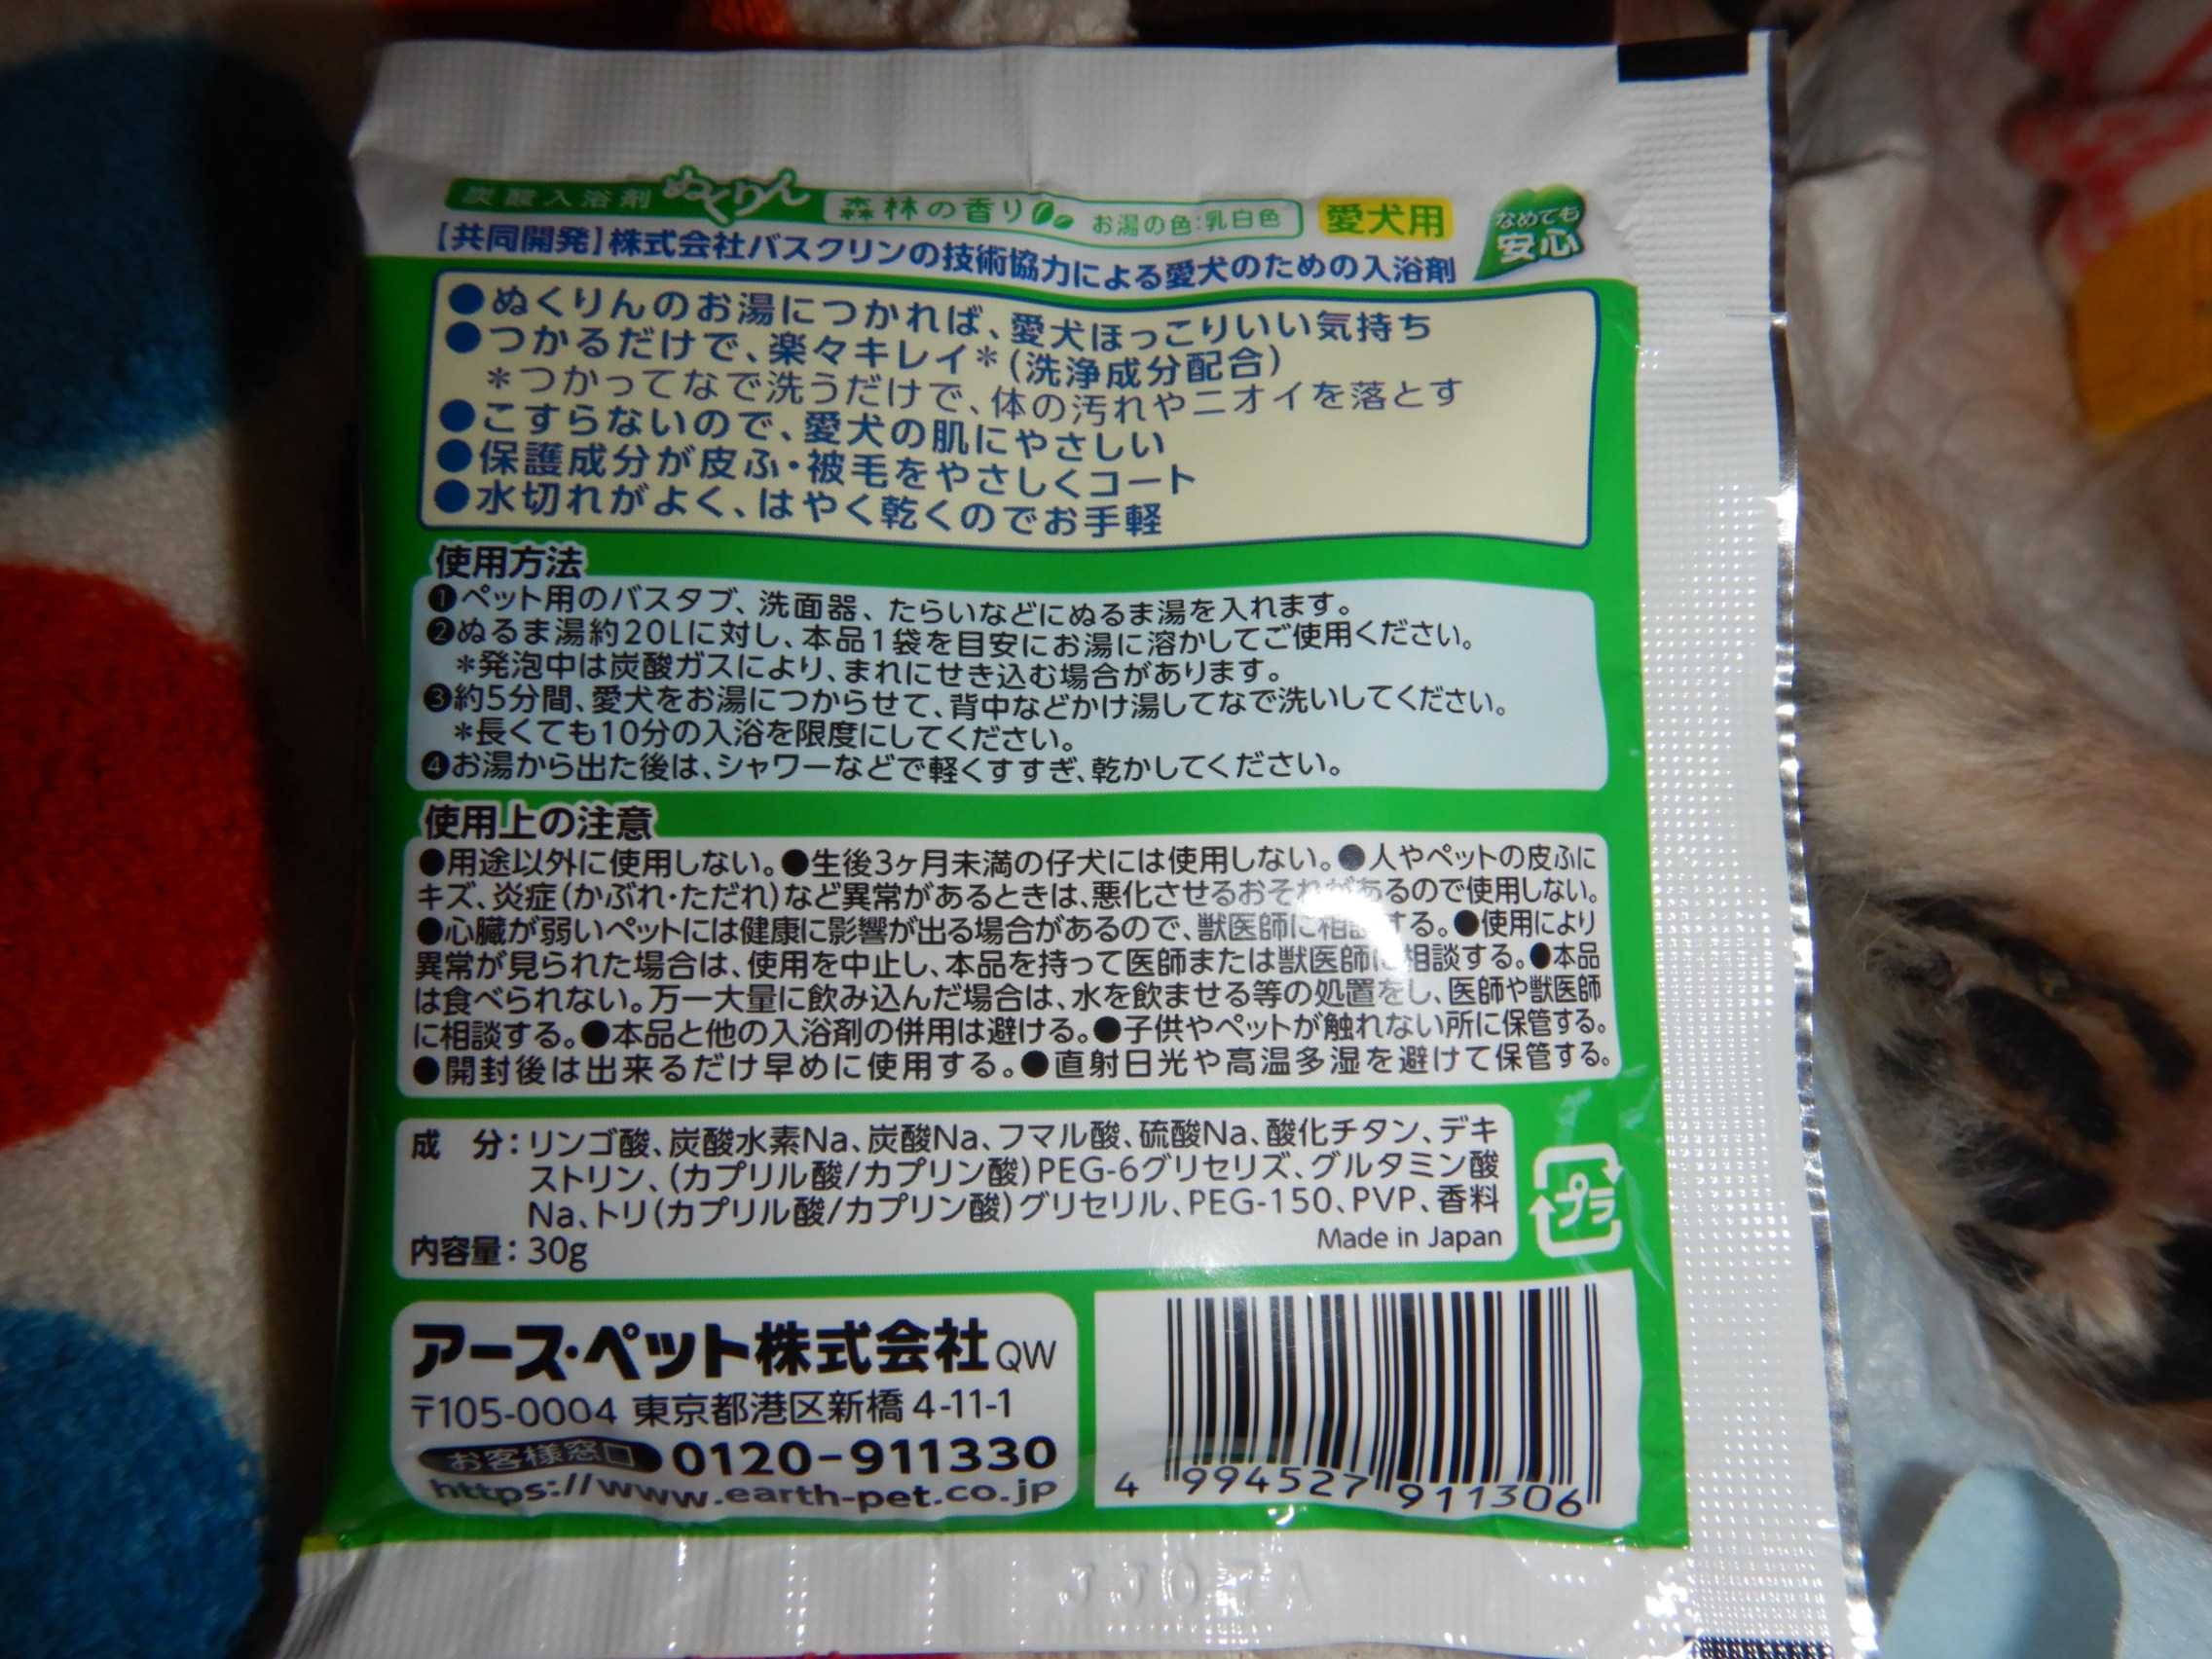 炭酸入浴剤 ぬくりん 森林の香り お湯の色:乳白色 愛犬用 なめても安心
【共同開発】株式会社バスクリンの技術協力による愛犬のための入浴剤
●ぬくりんのお湯につかれば、愛犬ほっこりいい気持ち
●つかるだけで、楽々キレイ*(洗浄成分配合)
*つかってなで洗うだけで、体の汚れやニオイを落とす
●こすらないので、愛犬の肌にやさしい
●保護成分が皮ふ・被毛をやさしくコート
●水切れがよく、はやく乾くのでお手軽
使用方法
❶ペット用のバスタブ、洗面器、たらいなどにぬるま湯を入れます。
❷ぬるま湯約20Lに対し、本品1袋を目安にお湯に溶かしてご使用ください。
*発泡中は炭酸ガスにより、まれにせき込む場合があります。
❸約5分間、愛犬をお湯につからせて、背中などかけ湯してなで洗いしてください。
*長くても10分の入浴を限度にしてください。
❹お湯から出た後は、シャワーなどで軽くすすぎ、乾かしてください。
使用上の注意
●用途以外に使用しない。●生後3ヶ月未満の仔犬には使用しない。●人やペットの皮ふに
キズ、炎症(かぶれ・ただれ)など異常があるときは、悪化させるおそれがあるので使用しない。
●心臓が弱いペットには健康に影響が出る場合があるので、獣医師に相談する。●使用により
異常が見られた場合は、使用を中止し、本品を持って医師または獣医師に相談する。●本品
は食べられない。万一大量に飲み込んだ場合は、水を飲ませる等の処置をし、医師や獣医師
に相談する。●本品と他の入浴剤の併用は避ける。●子供やペットが触れない所に保管する。
●開封後は出来るだけ早めに使用する。●直射日光や高温多湿を避けて保管する。
成 分:リンゴ酸、炭酸水素Na、炭酸Na、フマル酸、硫酸Na、酸化チタン、デキ
ストリン、(カプリル酸/カプリン酸)PEG-6グリセリズ、グルタミン酸
Na、トリ(カプリル酸/カプリン酸)グリセリル、PEG-150、PVP、香料
内容量:30g
Made in Japan
プラ
アース・ペット株式会社 QW
〒105-0004 東京都港区新橋4-11-1
お客様窓口 0120-911330
https://www.earth-pet.co.jp
4 994527 911306